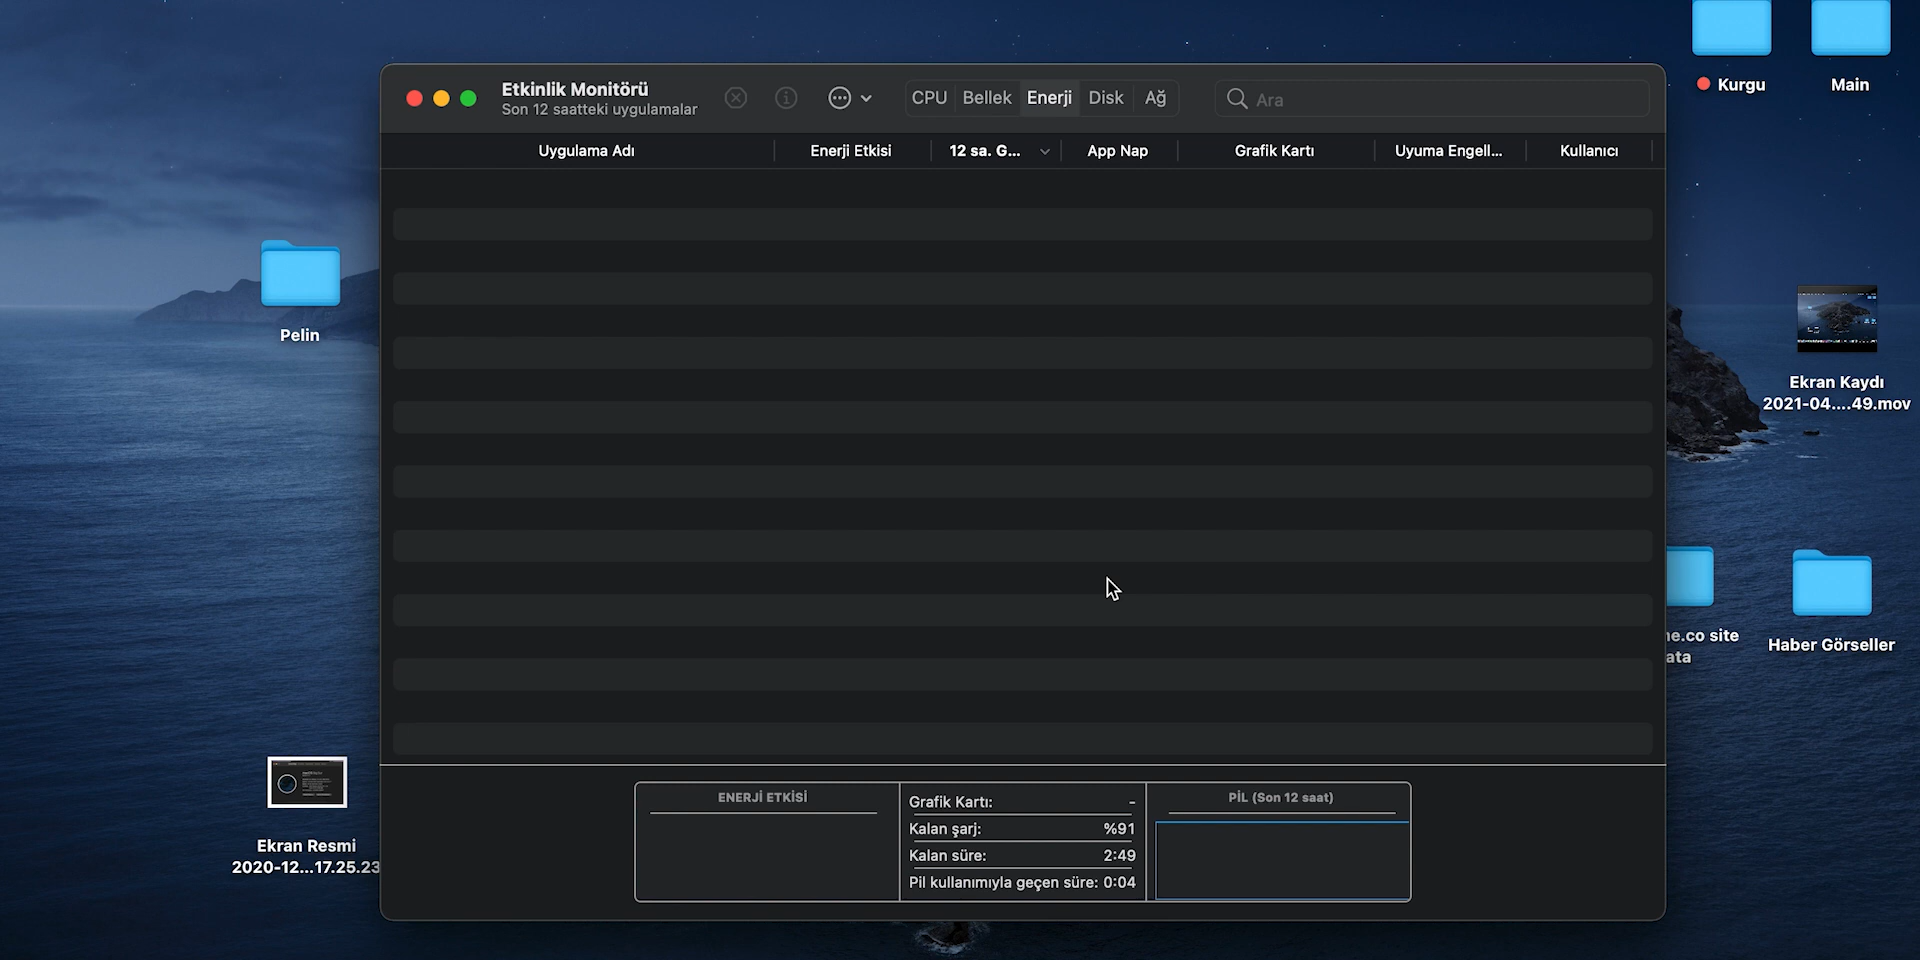 Kurgu
Main
Etkinlik Monitörü
Son 12 saatteki uygulamalar
CPU
Bellek
Enerji
Disk
Ağ
Ara
Uygulama Adı
Enerji Etkisi
12 sa. G...
App Nap
Grafik Kartı
Uyuma Engell...
Kullanıcı
Pelin
Ekran Kaydı
2021-04....49.mov
ne.co site
ata
Haber Görseller
Ekran Resmi
2020-12...17.25.23
ENERJİ ETKİSİ
Grafik Kartı: -
Kalan şarj: %91
Kalan süre: 2:49
Pil kullanımıyla geçen süre: 0:04
PİL (Son 12 saat)